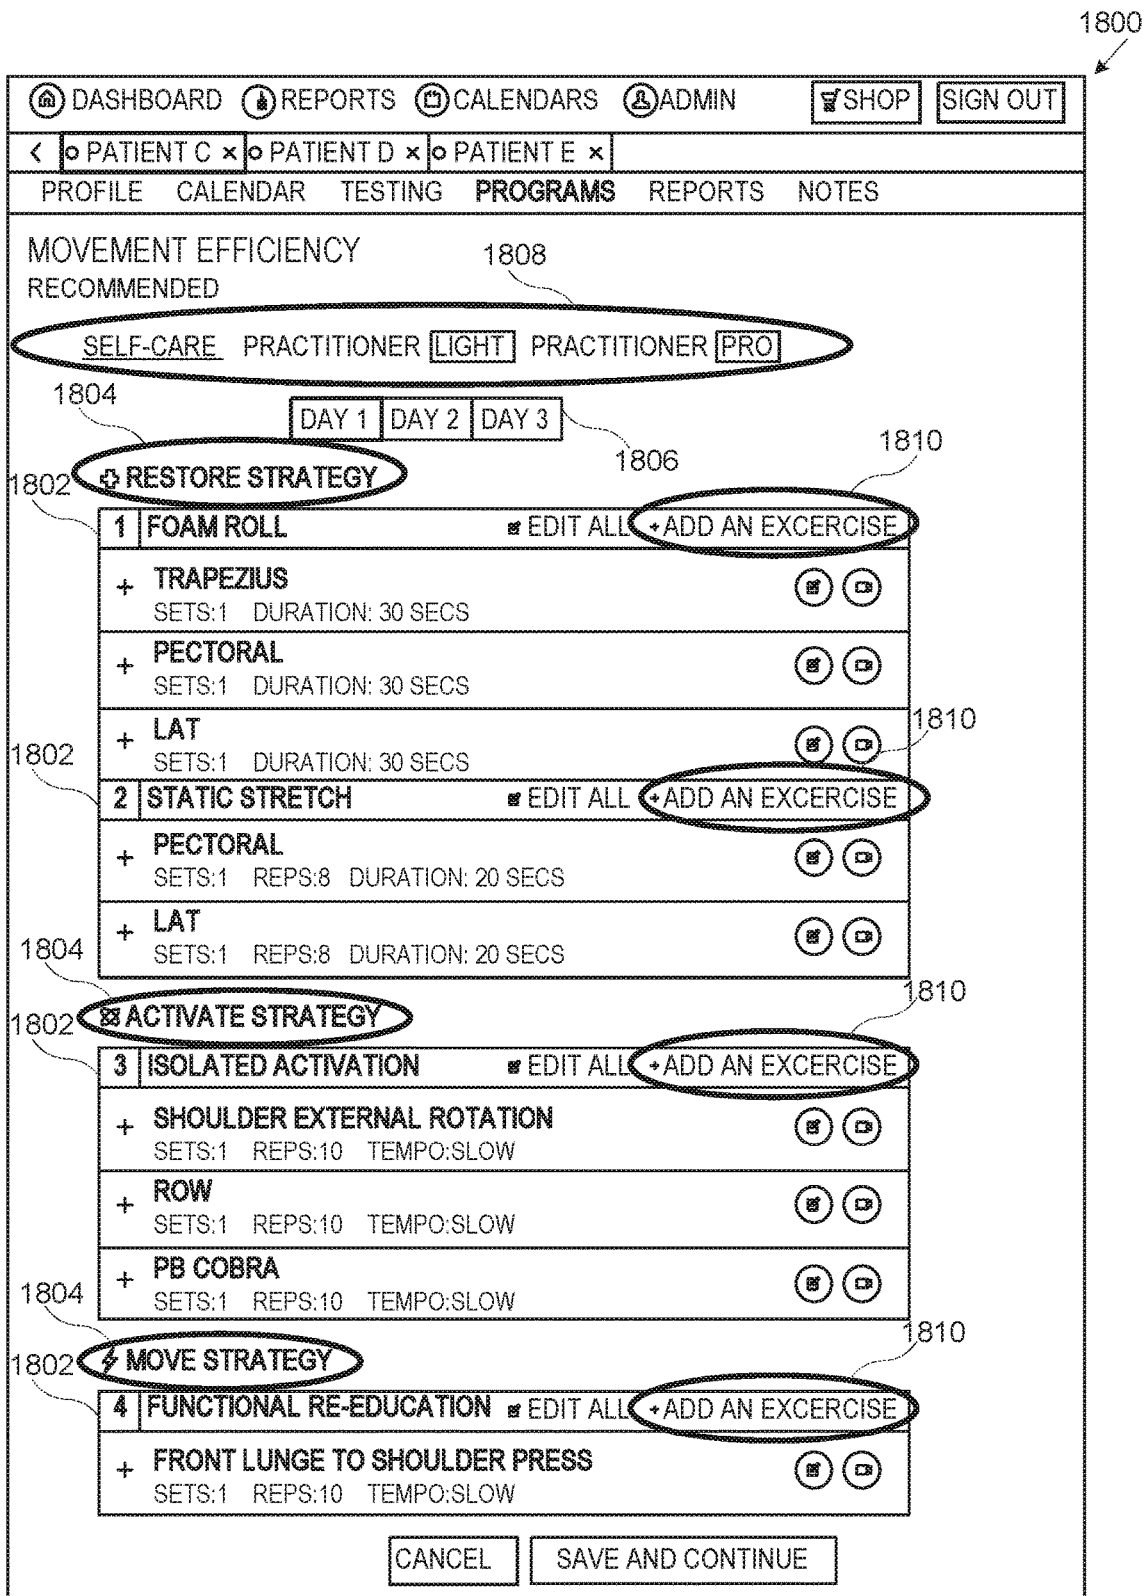 1800
DASHBOARD REPORTS CALENDARS ADMIN SHOP SIGN OUT
< PATIENT C × PATIENT D × PATIENT E ×
PROFILE CALENDAR TESTING PROGRAMS REPORTS NOTES
MOVEMENT EFFICIENCY
1808
RECOMMENDED
SELF-CARE PRACTITIONER LIGHT PRACTITIONER PRO
1804
DAY 1 DAY 2 DAY 3
1806
1810
1802
RESTORE STRATEGY
1 FOAM ROLL EDIT ALL +ADD AN EXCERCISE
+ TRAPEZIUS
SETS:1 DURATION: 30 SECS
+ PECTORAL
SETS:1 DURATION: 30 SECS
1810
+ LAT
SETS:1 DURATION: 30 SECS
1802
2 STATIC STRETCH EDIT ALL +ADD AN EXCERCISE
+ PECTORAL
SETS:1 REPS:8 DURATION: 20 SECS
+ LAT
SETS:1 REPS:8 DURATION: 20 SECS
1804
1810
ACTIVATE STRATEGY
1802
3 ISOLATED ACTIVATION EDIT ALL +ADD AN EXCERCISE
+ SHOULDER EXTERNAL ROTATION
SETS:1 REPS:10 TEMPO:SLOW
+ ROW
SETS:1 REPS:10 TEMPO:SLOW
+ PB COBRA
SETS:1 REPS:10 TEMPO:SLOW
1804
1810
MOVE STRATEGY
1802
4 FUNCTIONAL RE-EDUCATION EDIT ALL +ADD AN EXCERCISE
+ FRONT LUNGE TO SHOULDER PRESS
SETS:1 REPS:10 TEMPO:SLOW
CANCEL SAVE AND CONTINUE